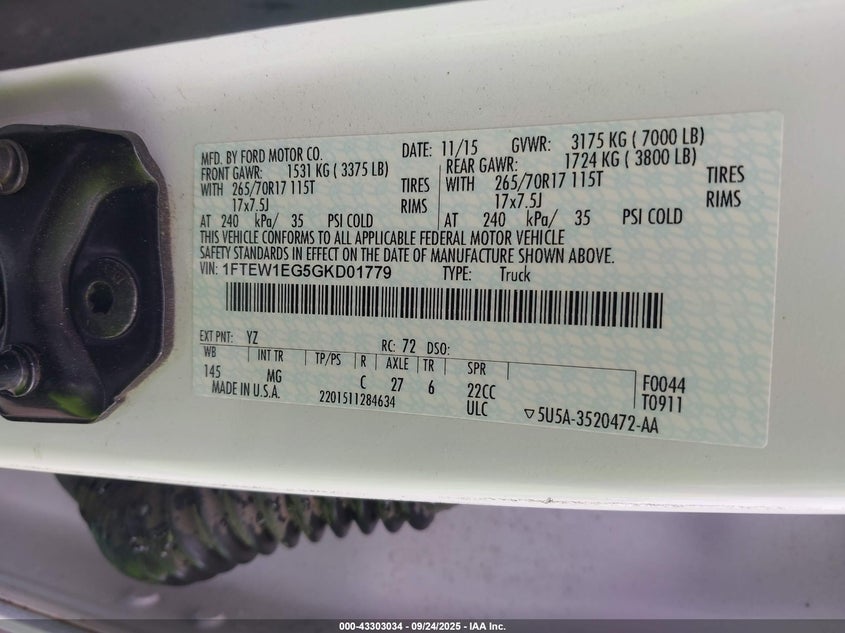 MFD. BY FORD MOTOR CO. DATE: 11/15 GVWR: 3175 KG ( 7000 LB)
FRONT GAWR: 1531 KG ( 3375 LB) REAR GAWR: 1724 KG ( 3800 LB)
WITH 265/70R17 115T TIRES WITH 265/70R17 115T TIRES
17x7.5J RIMS 17x7.5J RIMS
AT 240 kPa/ 35 PSI COLD AT 240 kPa/ 35 PSI COLD
THIS VEHICLE CONFORMS TO ALL APPLICABLE FEDERAL MOTOR VEHICLE
SAFETY STANDARDS IN EFFECT ON THE DATE OF MANUFACTURE SHOWN ABOVE.
VIN: 1FTEW1EG5GKD01779 TYPE: Truck
EXT PNT: YZ RC: 72 DSO:
WB INT TR TP/PS R AXLE TR SPR
145 MG C 27 6 22CC F0044
MADE IN U.S.A. 2201511284634 ULC T0911
▽5U5A-3520472-AA
000-43303034 / 09/24/2025 - IAA Inc.